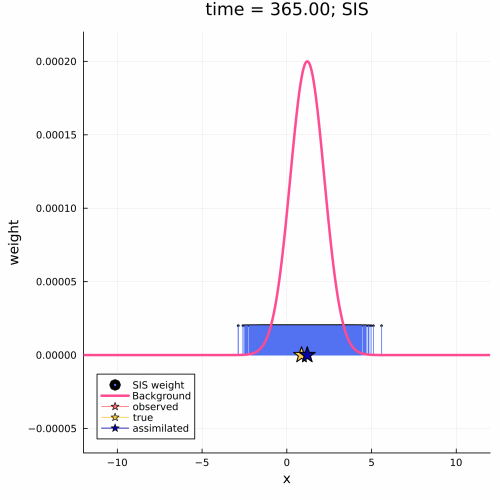 time = 365.00; SIS
weight
0.00020
0.00015
0.00010
0.00005
0.00000
−0.00005
SIS weight
Background
observed
true
assimilated
−10
−5
0
5
10
x